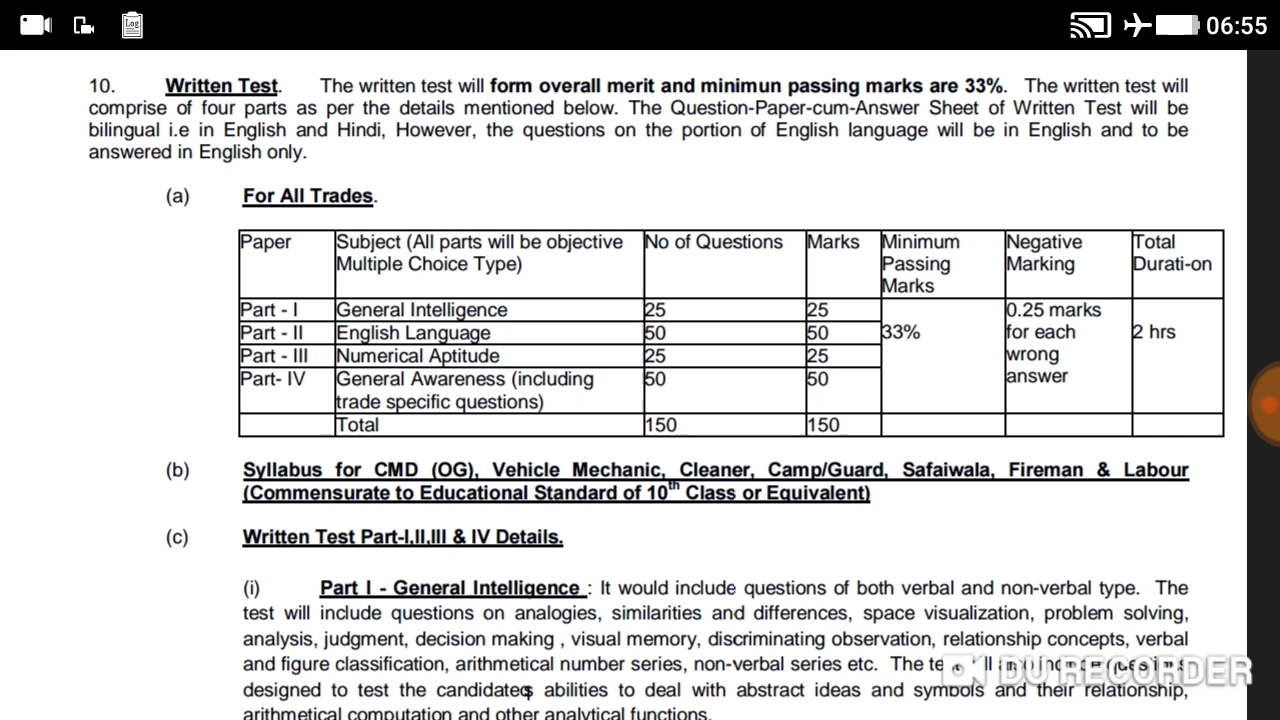 Log
06:55
10. Written Test. The written test will form overall merit and minimun passing marks are 33%. The written test will
comprise of four parts as per the details mentioned below. The Question-Paper-cum-Answer Sheet of Written Test will be
bilingual i.e in English and Hindi, However, the questions on the portion of English language will be in English and to be
answered in English only.
(a) For All Trades.
Paper Subject (All parts will be objective Multiple Choice Type) No of Questions Marks Minimum Passing Marks Negative Marking Total Durati-on
Part - I General Intelligence 25 25
Part - II English Language 50 50
Part - III Numerical Aptitude 25 25
Part- IV General Awareness (including trade specific questions) 50 50
33%
0.25 marks for each wrong answer
2 hrs
Total 150 150
(b) Syllabus for CMD (OG), Vehicle Mechanic, Cleaner, Camp/Guard, Safaiwala, Fireman & Labour
(Commensurate to Educational Standard of 10th Class or Equivalent)
(c) Written Test Part-I,II,III & IV Details.
(i) Part I - General Intelligence : It would include questions of both verbal and non-verbal type. The
test will include questions on analogies, similarities and differences, space visualization, problem solving,
analysis, judgment, decision making , visual memory, discriminating observation, relationship concepts, verbal
and figure classification, arithmetical number series, non-verbal series etc. The
DU RECORDER
designed to test the candidates abilities to deal with abstract ideas and symbols and their relationship,
arithmetical computation and other analytical functions.